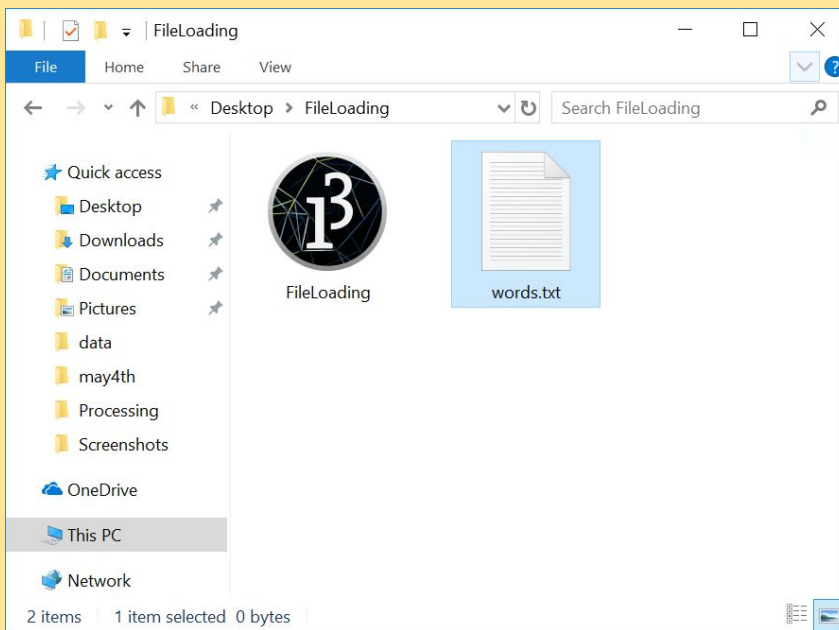 FileLoading
File Home Share View
« Desktop > FileLoading Search FileLoading
Quick access
Desktop
Downloads
Documents
Pictures
data
may4th
Processing
Screenshots
OneDrive
This PC
Network
3
FileLoading
words.txt
2 items 1 item selected 0 bytes